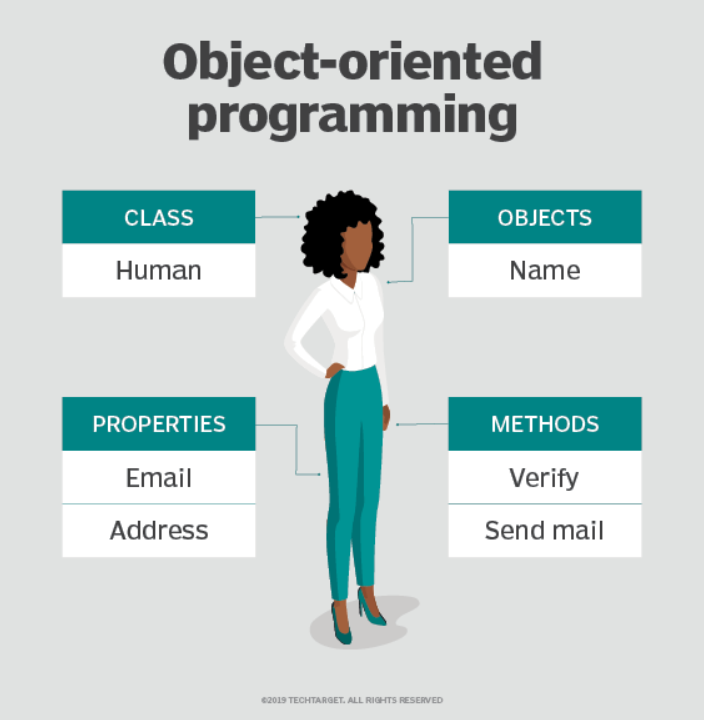 Object-oriented
programming
CLASS
Human
OBJECTS
Name
PROPERTIES
Email
Address
METHODS
Verify
Send mail
©2019 TECHTARGET. ALL RIGHTS RESERVED